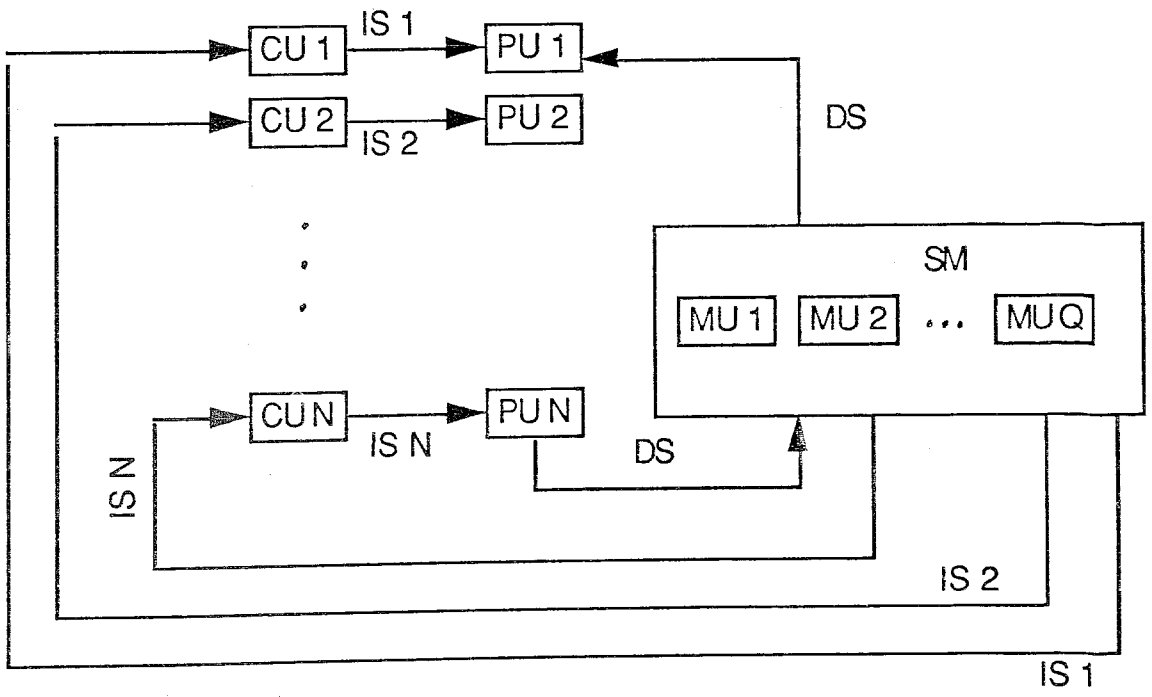 IS 1
CU 1
PU 1
DS
CU 2
PU 2
IS 2
SM
MU 1
MU 2
...
MU Q
CU N
PU N
IS N
DS
IS N
IS 2
IS 1